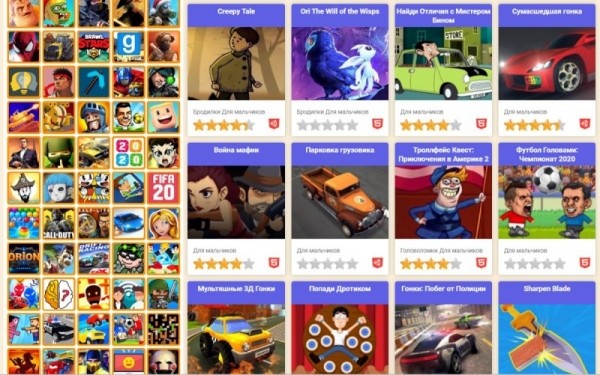 BRAWL STARS
2020
FIFA 20
CALL OF DUTY
ORION
Creepy Tale
Бродилки Для мальчиков
Ori The Will of the Wisps
Бродилки Для мальчиков
Найди Отличия с Мистером
Бином
STORE
Для мальчиков
Сумасшедшая гонка
Для мальчиков
Война мафии
Для мальчиков
Парковка грузовика
Для мальчиков
Троллфейс Квест:
Приключения в Америке 2
Головоломки Для мальчиков
Футбол Головами:
Чемпионат 2020
Для мальчиков
Мультяшные 3Д Гонки
Попади Дротиком
Гонки: Побег от Полиции
Sharpen Blade